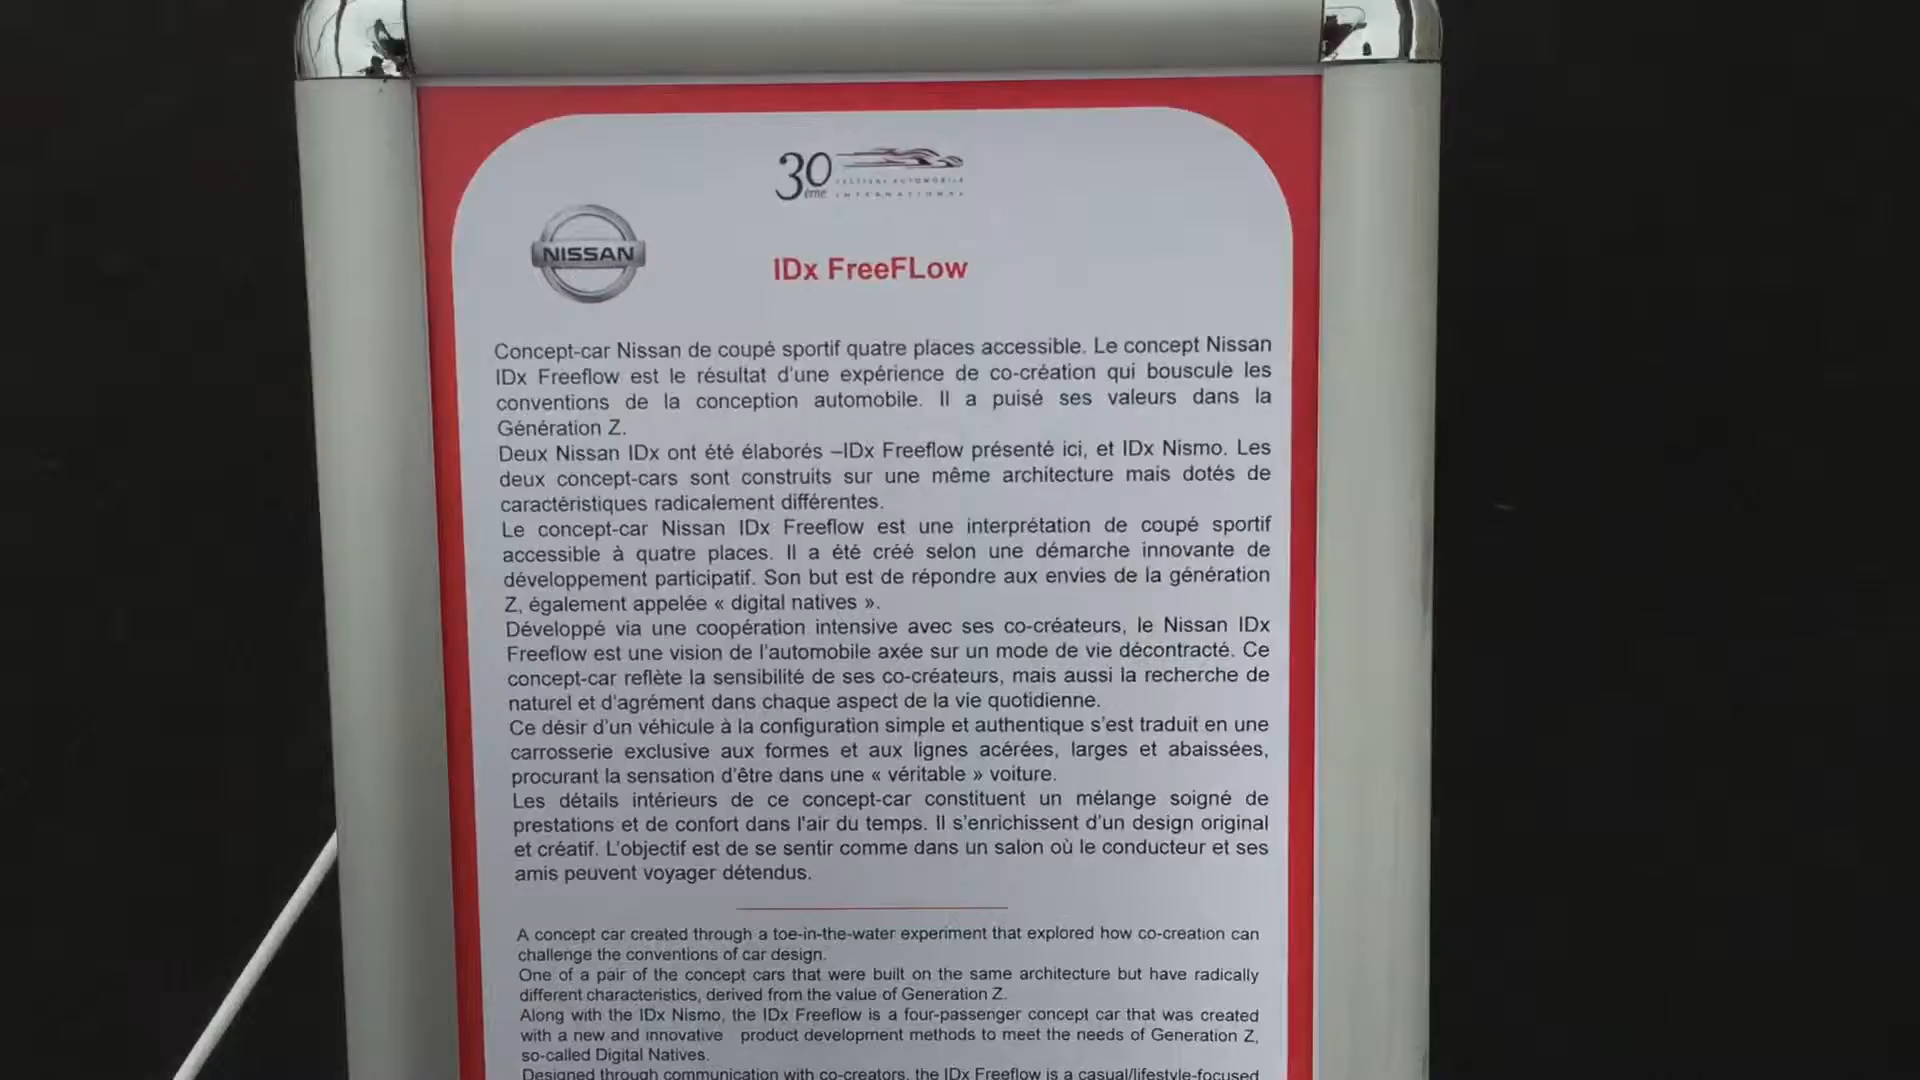 30ème
FESTIVAL AUTOMOBILE
INTERNATIONAL
NISSAN
IDx FreeFLow
Concept-car Nissan de coupé sportif quatre places accessible. Le concept Nissan
IDx Freeflow est le résultat d'une expérience de co-création qui bouscule les
conventions de la conception automobile. Il a puisé ses valeurs dans la
Génération Z.
Deux Nissan IDx ont été élaborés –IDx Freeflow présenté ici, et IDx Nismo. Les
deux concept-cars sont construits sur une même architecture mais dotés de
caractéristiques radicalement différentes.
Le concept-car Nissan IDx Freeflow est une interprétation de coupé sportif
accessible à quatre places. Il a été créé selon une démarche innovante de
développement participatif. Son but est de répondre aux envies de la génération
Z, également appelée « digital natives ».
Développé via une coopération intensive avec ses co-créateurs, le Nissan IDx
Freeflow est une vision de l'automobile axée sur un mode de vie décontracté. Ce
concept-car reflète la sensibilité de ses co-créateurs, mais aussi la recherche de
naturel et d'agrément dans chaque aspect de la vie quotidienne.
Ce désir d'un véhicule à la configuration simple et authentique s'est traduit en une
carrosserie exclusive aux formes et aux lignes acérées, larges et abaissées,
procurant la sensation d'être dans une « véritable » voiture.
Les détails intérieurs de ce concept-car constituent un mélange soigné de
prestations et de confort dans l'air du temps. Il s'enrichissent d'un design original
et créatif. L'objectif est de se sentir comme dans un salon où le conducteur et ses
amis peuvent voyager détendus.
A concept car created through a toe-in-the-water experiment that explored how co-creation can
challenge the conventions of car design.
One of a pair of the concept cars that were built on the same architecture but have radically
different characteristics, derived from the value of Generation Z.
Along with the IDx Nismo, the IDx Freeflow is a four-passenger concept car that was created
with a new and innovative product development methods to meet the needs of Generation Z,
so-called Digital Natives.
Designed through communication with co-creators, the IDx Freeflow is a casual/lifestyle-focused